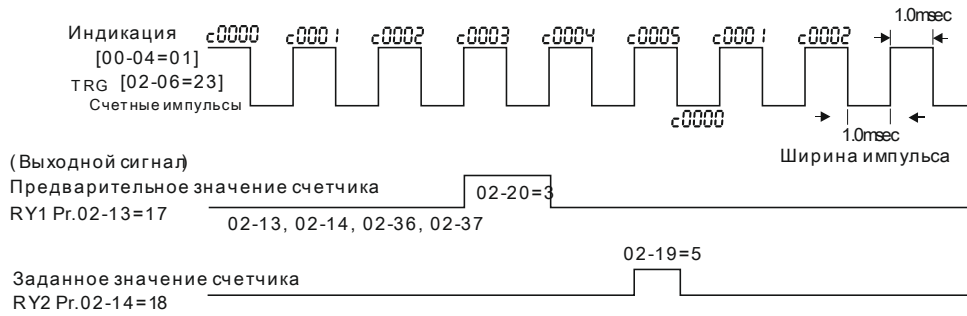 1.0msec
Индикация c0000 c0001 c0002 c0003 c0004 c0005 c0001 c0002
[00-04=01]
TRG [02-06=23]
Счетные импульсы
c0000
1.0msec
Ширина импульса
(Выходной сигнал)
Предварительное значение счетчика
02-20=3
RY1 Pr.02-13=17
02-13, 02-14, 02-36, 02-37
02-19=5
Заданное значение счетчика
RY2 Pr.02-14=18